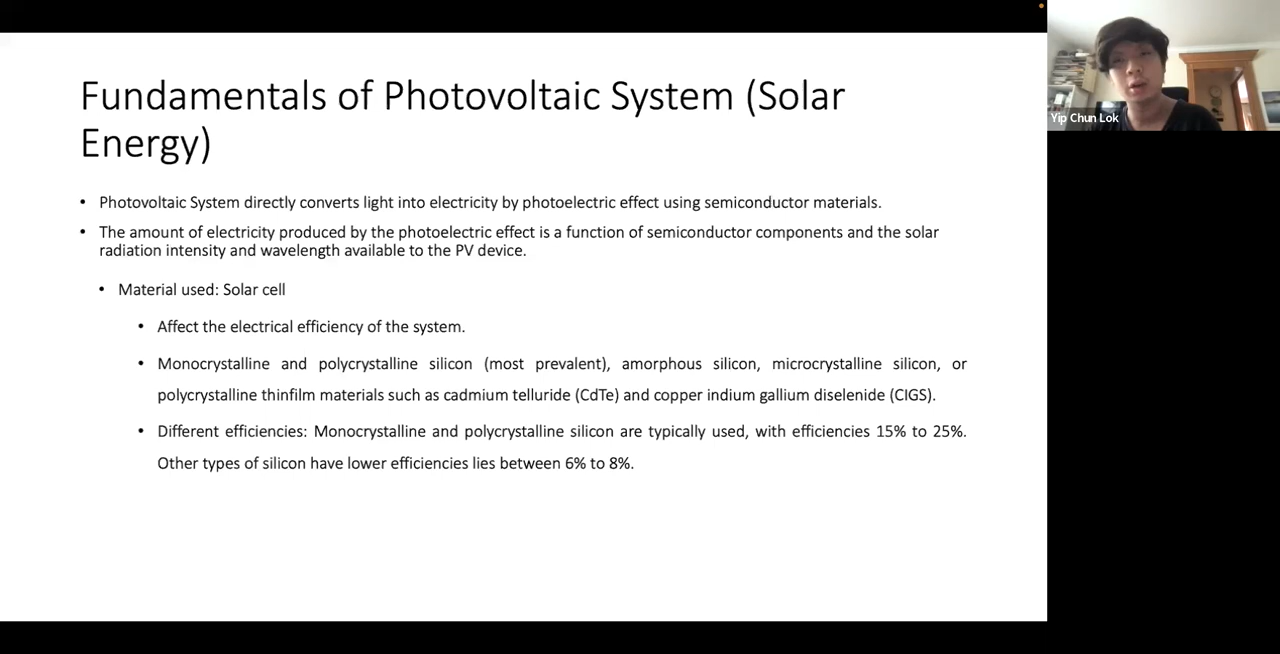 Fundamentals of Photovoltaic System (Solar
Energy)
• Photovoltaic System directly converts light into electricity by photoelectric effect using semiconductor materials.
• The amount of electricity produced by the photoelectric effect is a function of semiconductor components and the solar
radiation intensity and wavelength available to the PV device.
• Material used: Solar cell
• Affect the electrical efficiency of the system.
• Monocrystalline and polycrystalline silicon (most prevalent), amorphous silicon, microcrystalline silicon, or
polycrystalline thinfilm materials such as cadmium telluride (CdTe) and copper indium gallium diselenide (CIGS).
• Different efficiencies: Monocrystalline and polycrystalline silicon are typically used, with efficiencies 15% to 25%.
Other types of silicon have lower efficiencies lies between 6% to 8%.
Yip Chun Lok